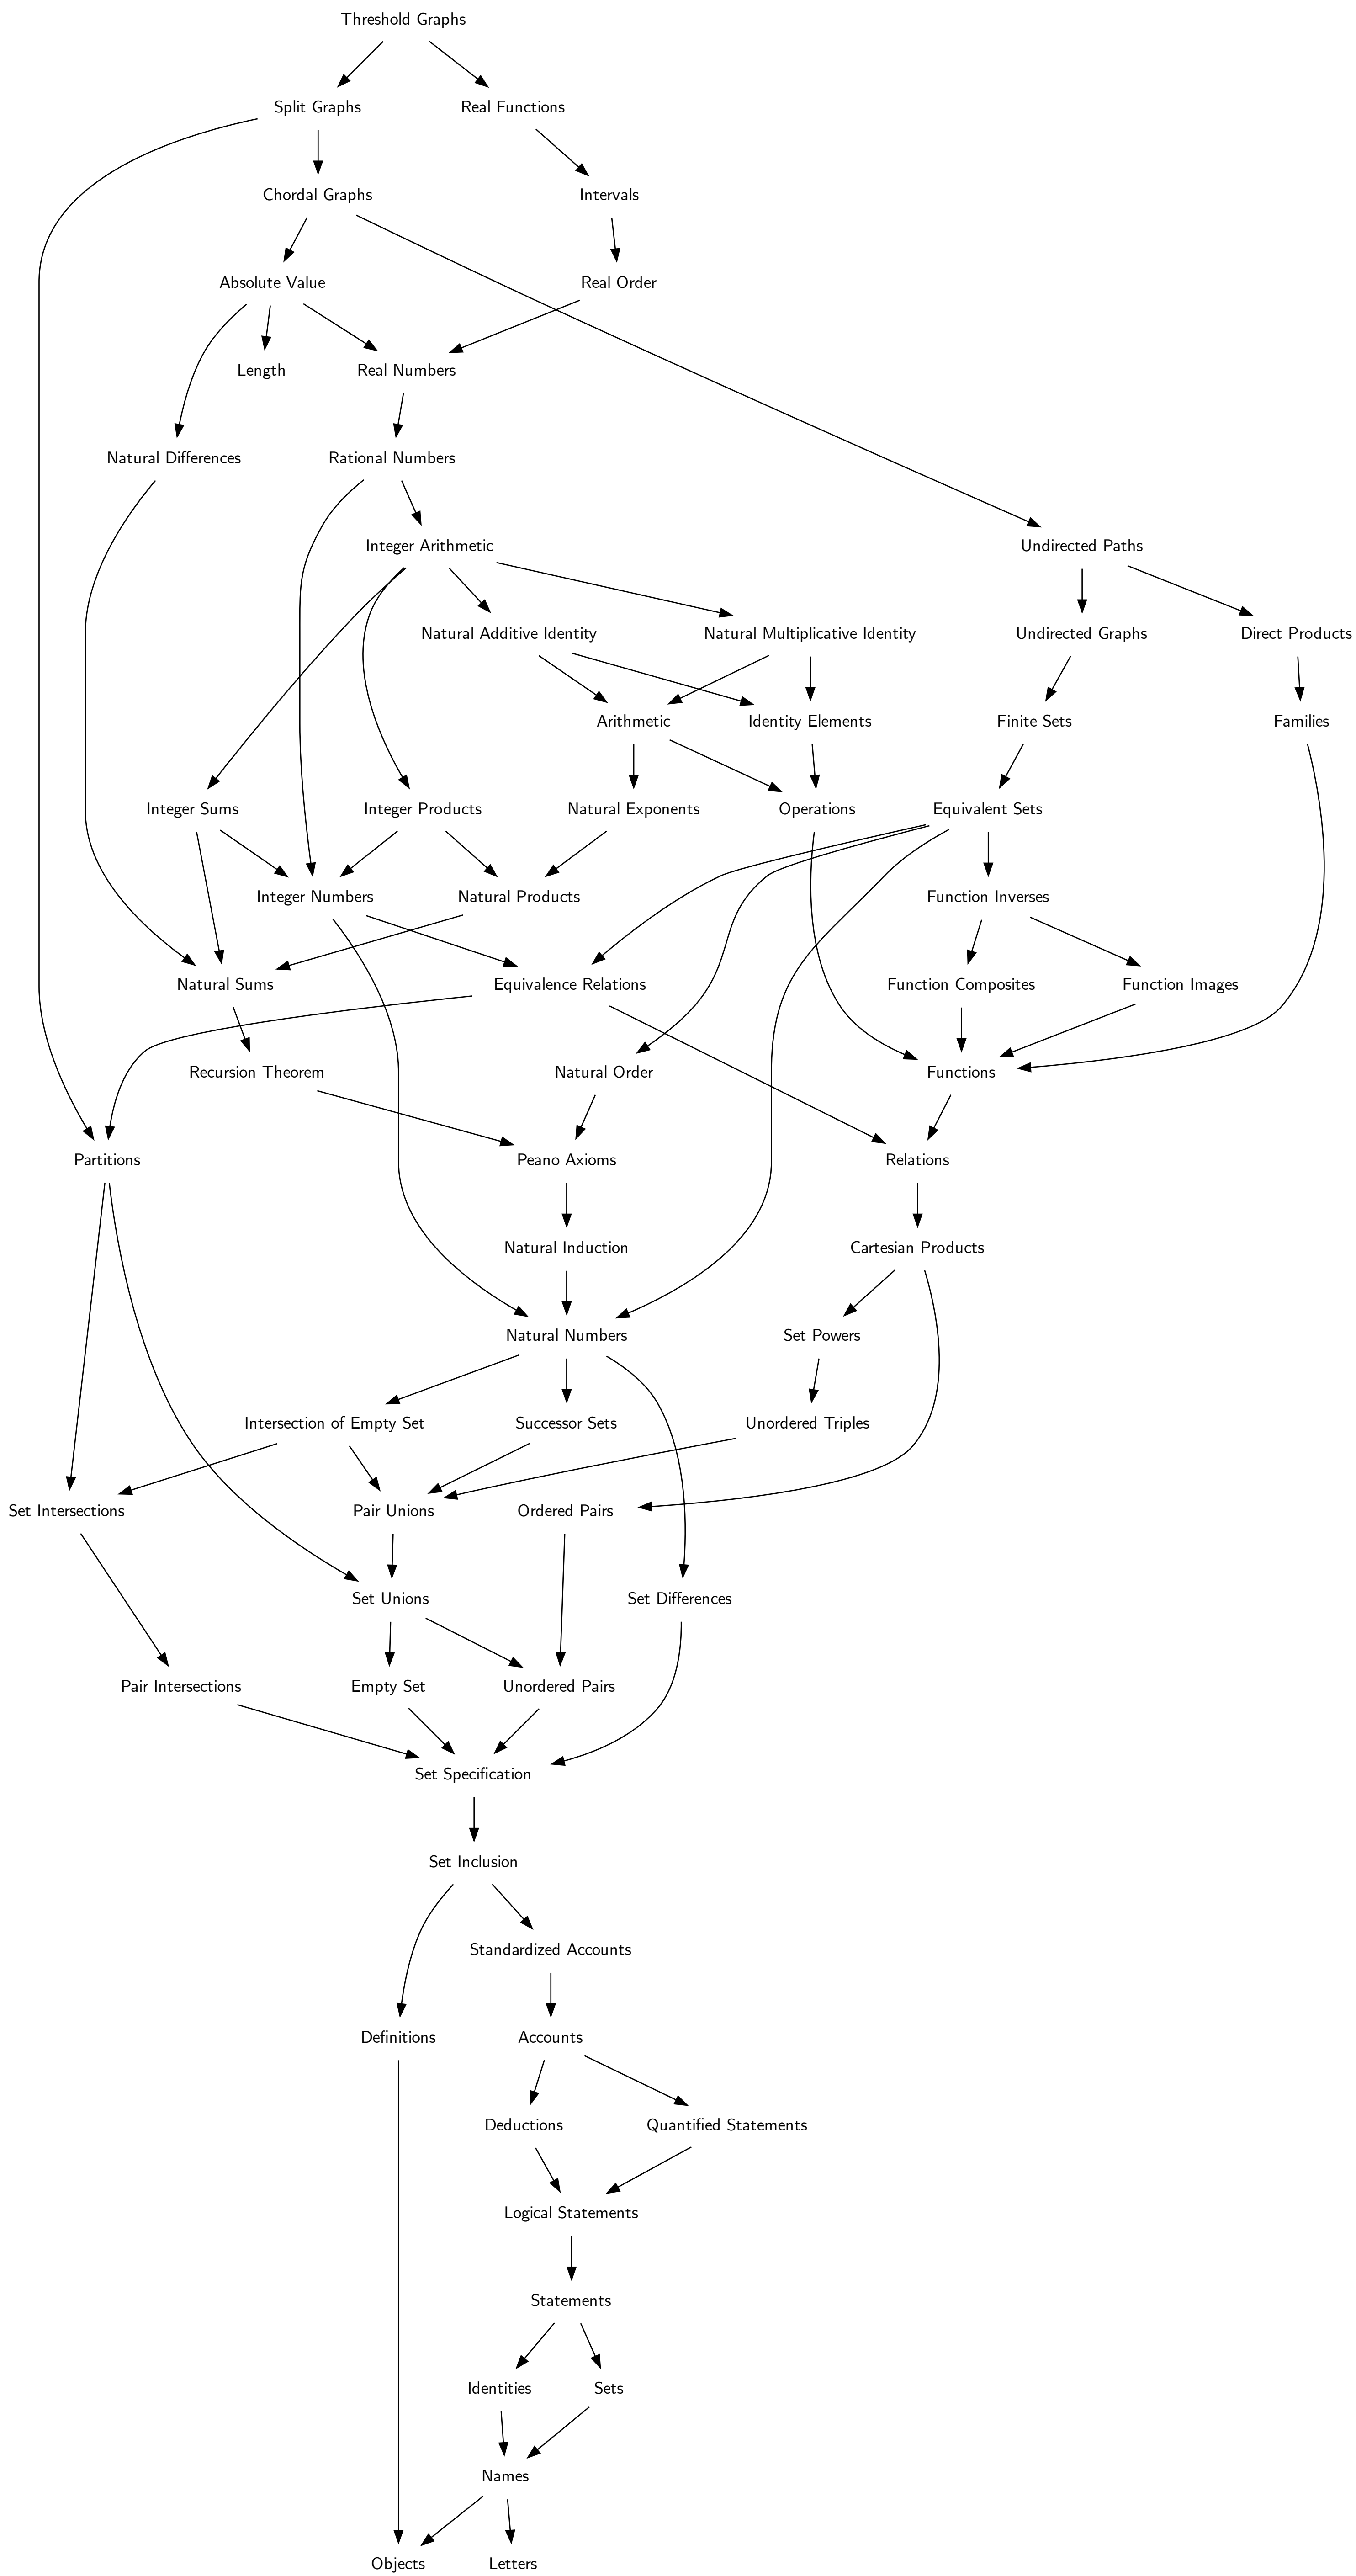 Threshold Graphs
Split Graphs
Real Functions
Chordal Graphs
Intervals
Absolute Value
Real Order
Length
Real Numbers
Natural Differences
Rational Numbers
Integer Arithmetic
Undirected Paths
Natural Additive Identity
Natural Multiplicative Identity
Undirected Graphs
Direct Products
Arithmetic
Identity Elements
Finite Sets
Families
Integer Sums
Integer Products
Natural Exponents
Operations
Equivalent Sets
Integer Numbers
Natural Products
Function Inverses
Natural Sums
Equivalence Relations
Function Composites
Function Images
Recursion Theorem
Natural Order
Functions
Partitions
Peano Axioms
Relations
Natural Induction
Cartesian Products
Natural Numbers
Set Powers
Intersection of Empty Set
Successor Sets
Unordered Triples
Set Intersections
Pair Unions
Ordered Pairs
Set Unions
Set Differences
Pair Intersections
Empty Set
Unordered Pairs
Set Specification
Set Inclusion
Standardized Accounts
Definitions
Accounts
Deductions
Quantified Statements
Logical Statements
Statements
Identities
Sets
Names
Objects
Letters